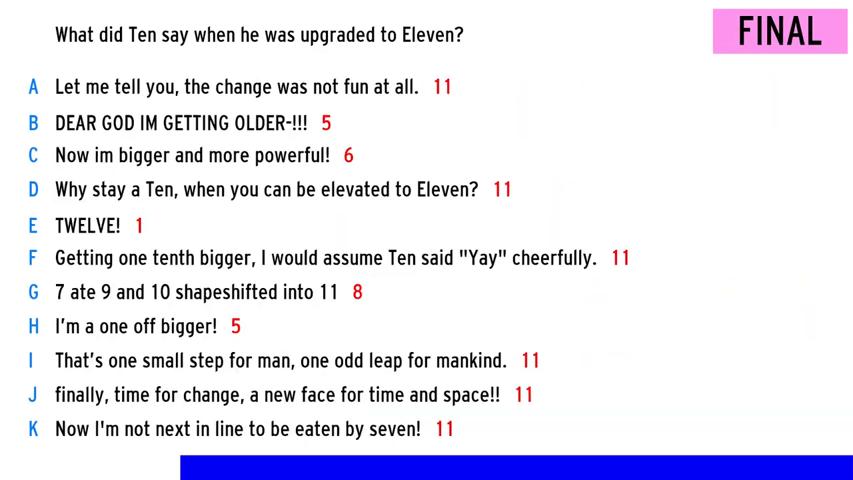 What did Ten say when he was upgraded to Eleven?
FINAL
A Let me tell you, the change was not fun at all. 11
B DEAR GOD IM GETTING OLDER-!!! 5
C Now im bigger and more powerful! 6
D Why stay a Ten, when you can be elevated to Eleven? 11
E TWELVE! 1
F Getting one tenth bigger, I would assume Ten said "Yay" cheerfully. 11
G 7 ate 9 and 10 shapeshifted into 11 8
H I’m a one off bigger! 5
I That’s one small step for man, one odd leap for mankind. 11
J finally, time for change, a new face for time and space!! 11
K Now I'm not next in line to be eaten by seven! 11